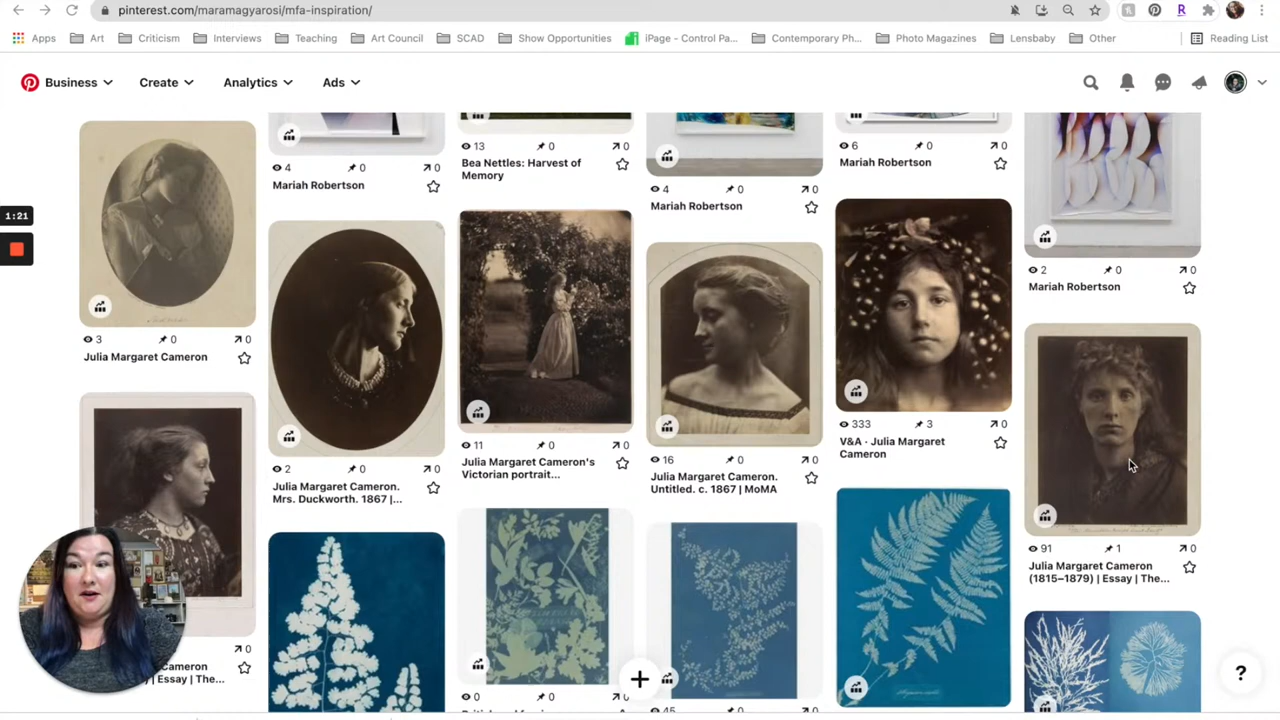 pinterest.com/maramagyarosi/mfa-inspiration/
R
Apps
Art
Criticism
Interviews
Teaching
Art Council
SCAD
Show Opportunities
iPage - Control Pa...
Contemporary Ph...
Photo Magazines
Lensbaby
Other
Reading List
Business
Create
Analytics
Ads
1:21
3
0
0
Julia Margaret Cameron
0
Cameron
| Essay | The...
4
0
0
Mariah Robertson
2
0
0
Julia Margaret Cameron.
Mrs. Duckworth. 1867 |...
13
0
0
Bea Nettles: Harvest of
Memory
11
0
0
Julia Margaret Cameron's
Victorian portrait...
0
0
0
4
0
0
Mariah Robertson
16
0
0
Julia Margaret Cameron.
Untitled. c. 1867 | MoMA
45
0
0
6
0
0
Mariah Robertson
333
3
0
V&A · Julia Margaret
Cameron
2
0
0
Mariah Robertson
91
1
0
Julia Margaret Cameron
(1815–1879) | Essay | The...
+
?